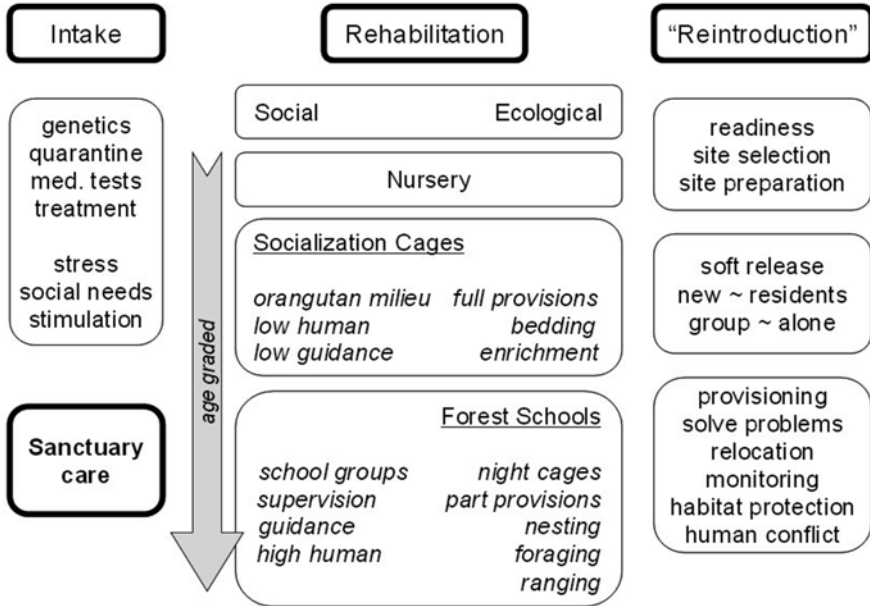 Intake
genetics
quarantine
med. tests
treatment
stress
social needs
stimulation
Sanctuary
care
age graded
Rehabilitation
Social Ecological
Nursery
Socialization Cages
orangutan milieu full provisions
low human bedding
low guidance enrichment
Forest Schools
school groups night cages
supervision part provisions
guidance nesting
high human foraging
ranging
“Reintroduction”
readiness
site selection
site preparation
soft release
new ~ residents
group ~ alone
provisioning
solve problems
relocation
monitoring
habitat protection
human conflict